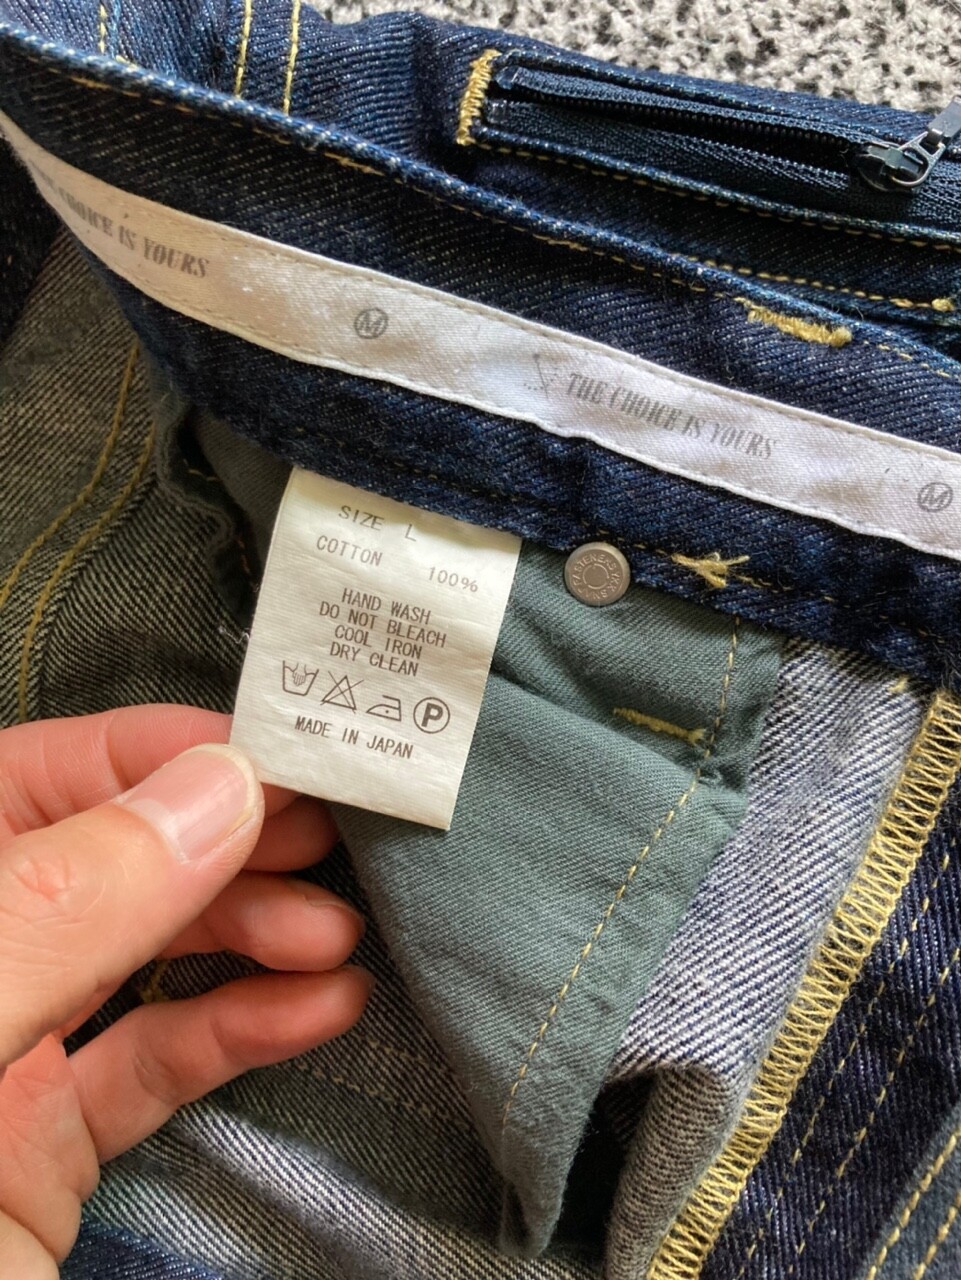 CHOICE IS YOURS
M
THE CHOICE IS YOURS
M
SIZE L
COTTON 100%
HAND WASH
DO NOT BLEACH
COOL IRON
DRY CLEAN
P
MADE IN JAPAN